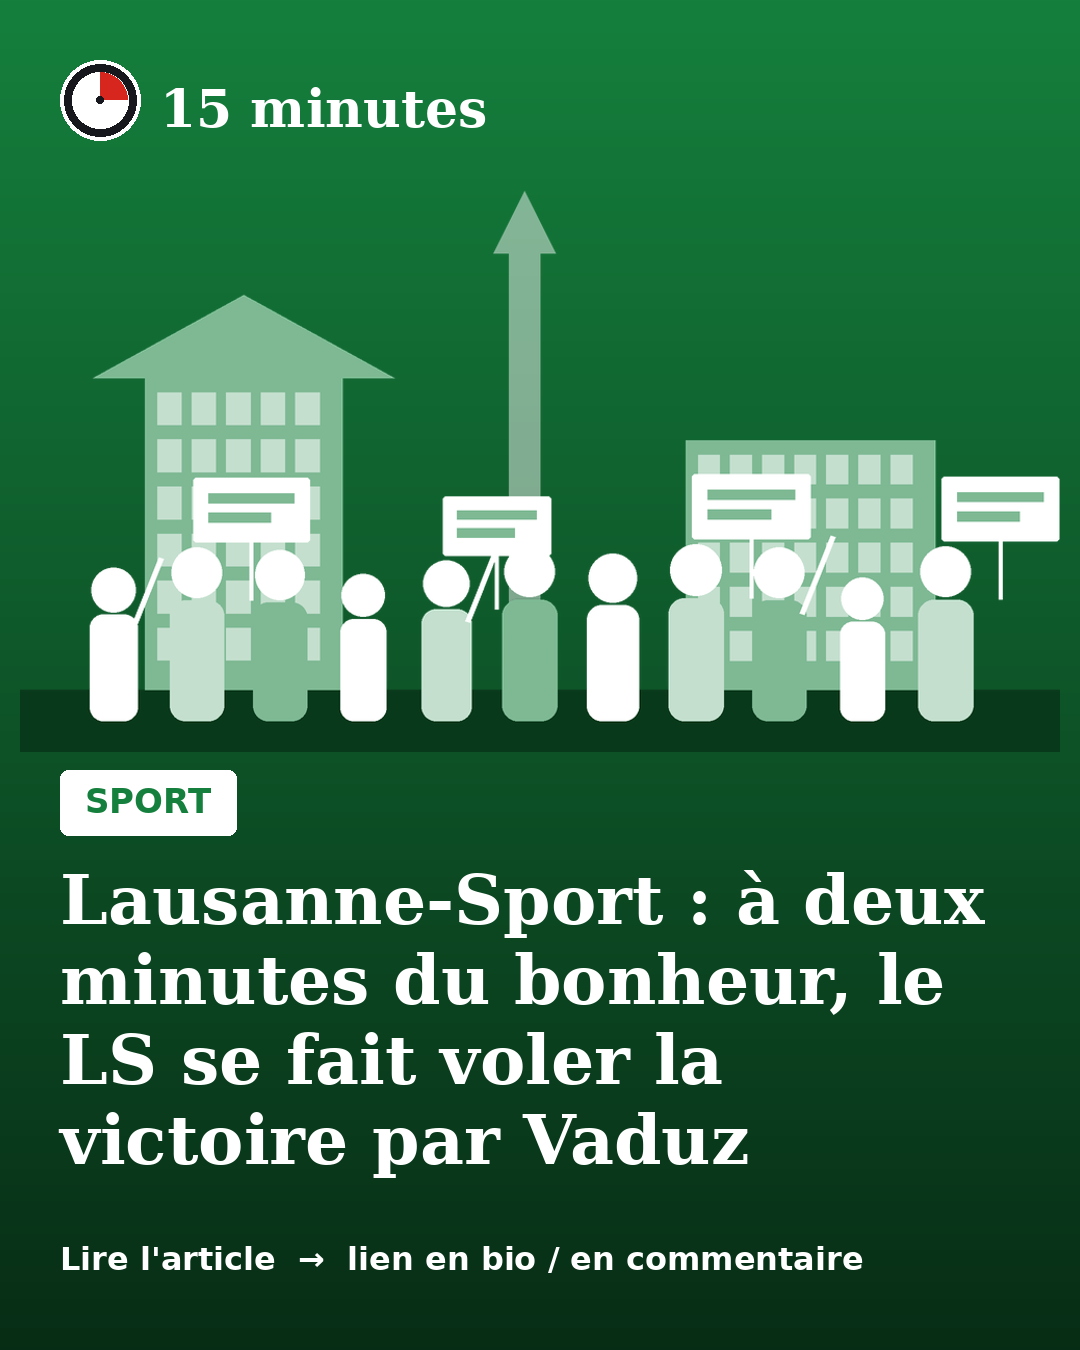 15 minutes
SPORT
Lausanne-Sport : à deux
minutes du bonheur, le
LS se fait voler la
victoire par Vaduz
Lire l'article → lien en bio / en commentaire